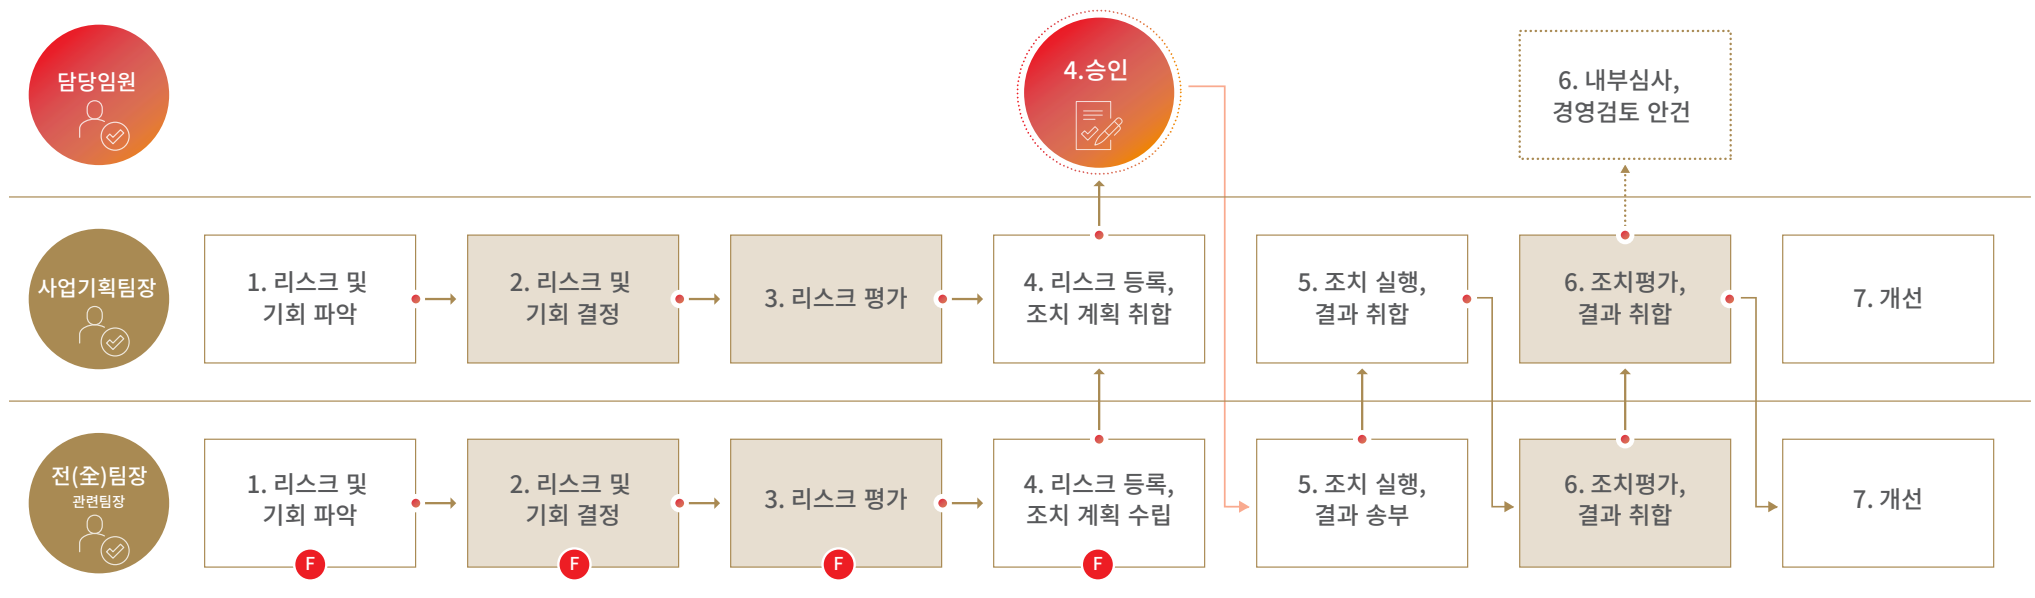 담당임원
4.승인
6. 내부심사,
경영검토 안건
사업기획팀장
1. 리스크 및
기회 파악
2. 리스크 및
기회 결정
3. 리스크 평가
4. 리스크 등록,
조치 계획 취합
5. 조치 실행,
결과 취합
6. 조치평가,
결과 취합
7. 개선
전(全)팀장
관련팀장
1. 리스크 및
기회 파악
F
2. 리스크 및
기회 결정
F
3. 리스크 평가
F
4. 리스크 등록,
조치 계획 수립
F
5. 조치 실행,
결과 송부
6. 조치평가,
결과 취합
7. 개선